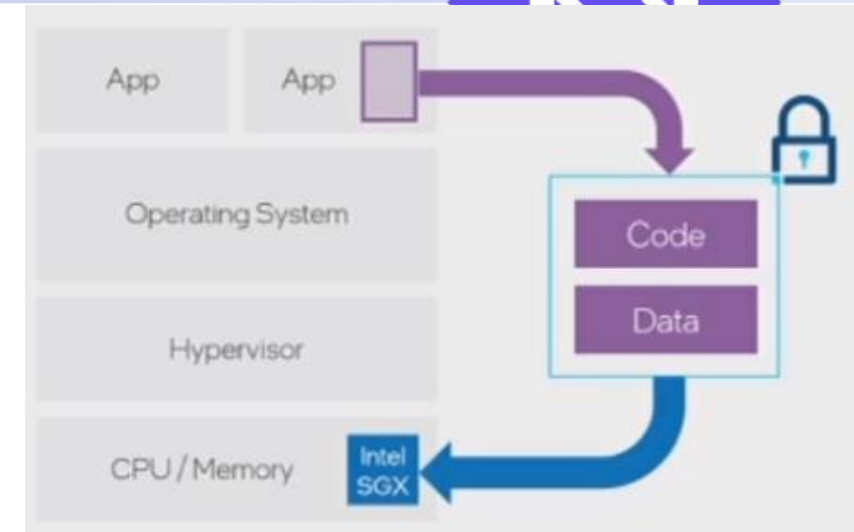 App
App
Operating System
Hypervisor
CPU / Memory
Intel
SGX
Code
Data